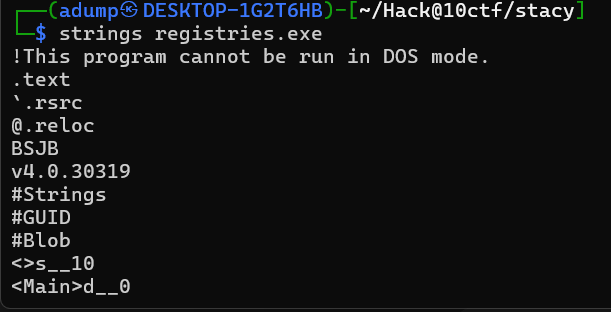 ┌──(adump㉿DESKTOP-1G2T6HB)-[~/Hack@10ctf/stacy]
└─$ strings registries.exe
!This program cannot be run in DOS mode.
.text
`.rsrc
@.reloc
BSJB
v4.0.30319
#Strings
#GUID
#Blob
<>s__10
<Main>d__0